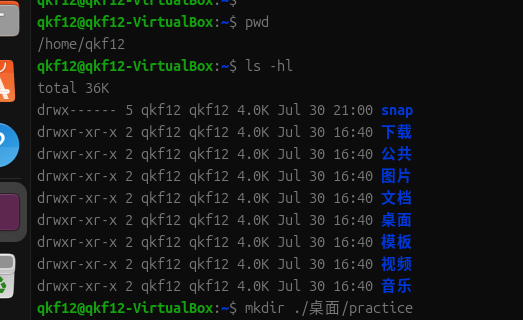 qkf12@qkf12-VirtualBox:~$
qkf12@qkf12-VirtualBox:~$ pwd
/home/qkf12
qkf12@qkf12-VirtualBox:~$ ls -hl
total 36K
drwx------ 5 qkf12 qkf12 4.0K Jul 30 21:00 snap
drwxr-xr-x 2 qkf12 qkf12 4.0K Jul 30 16:40 下载
drwxr-xr-x 2 qkf12 qkf12 4.0K Jul 30 16:40 公共
drwxr-xr-x 2 qkf12 qkf12 4.0K Jul 30 16:40 图片
drwxr-xr-x 2 qkf12 qkf12 4.0K Jul 30 16:40 文档
drwxr-xr-x 2 qkf12 qkf12 4.0K Jul 30 16:40 桌面
drwxr-xr-x 2 qkf12 qkf12 4.0K Jul 30 16:40 模板
drwxr-xr-x 2 qkf12 qkf12 4.0K Jul 30 16:40 视频
drwxr-xr-x 2 qkf12 qkf12 4.0K Jul 30 16:40 音乐
qkf12@qkf12-VirtualBox:~$ mkdir ./桌面/practice